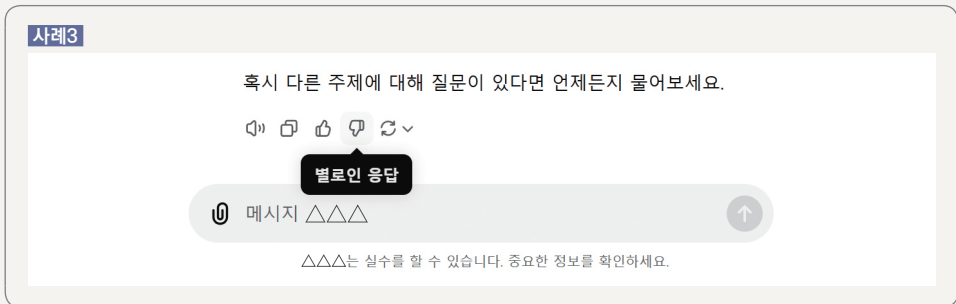 사례3
혹시 다른 주제에 대해 질문이 있다면 언제든지 물어보세요.
별로인 응답
메시지 △△△
△△△는 실수를 할 수 있습니다. 중요한 정보를 확인하세요.